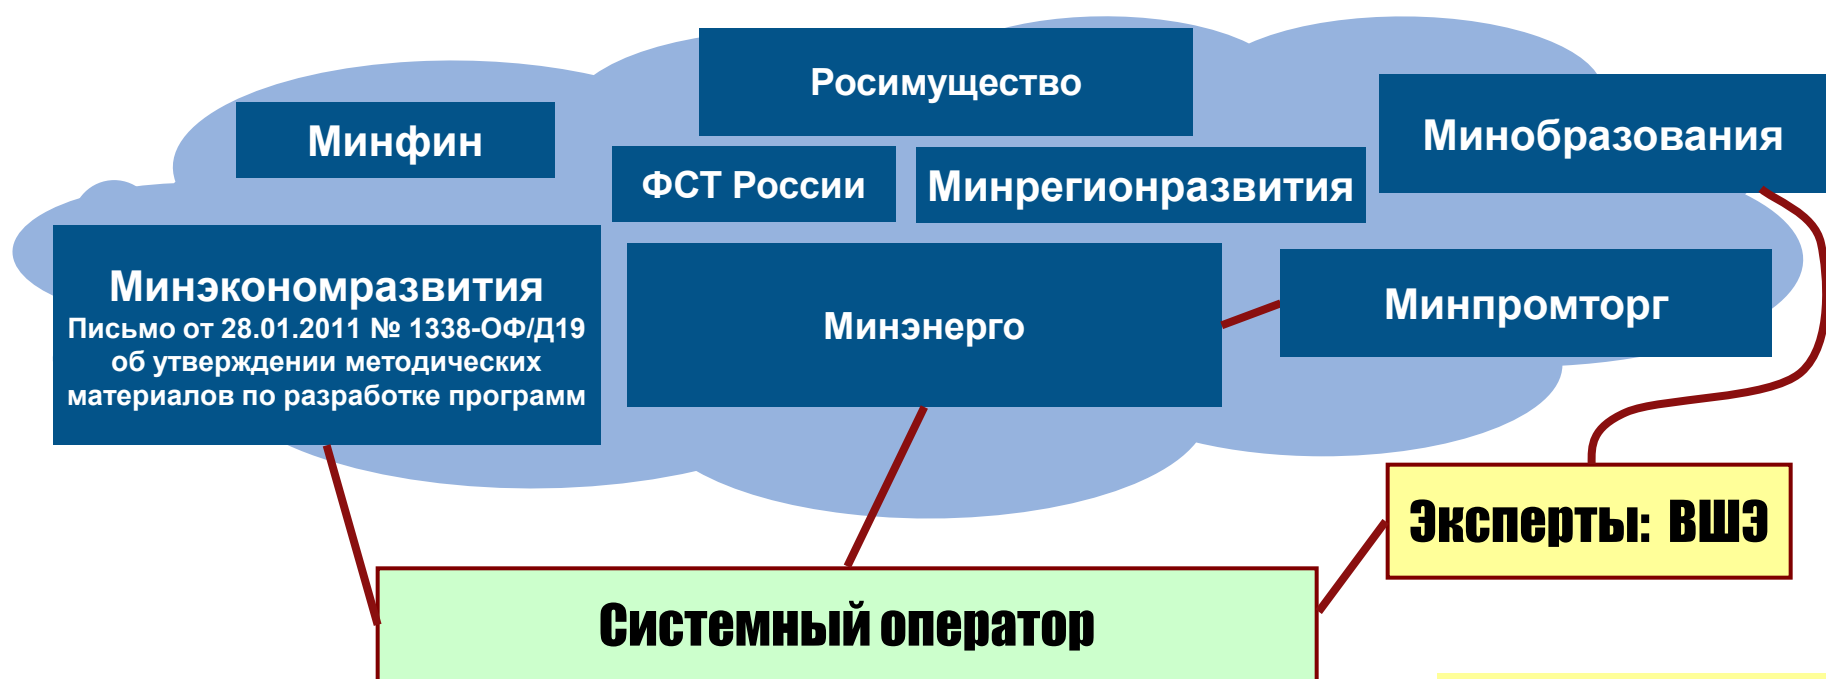 Росимущество
Минфин
Минобразования
ФСТ России
Минрегионразвития
Минэкономразвития
Письмо от 28.01.2011 № 1338-ОФ/Д19
об утверждении методических
материалов по разработке программ
Минэнерго
Минпромторг
Эксперты: ВШЭ
Системный оператор